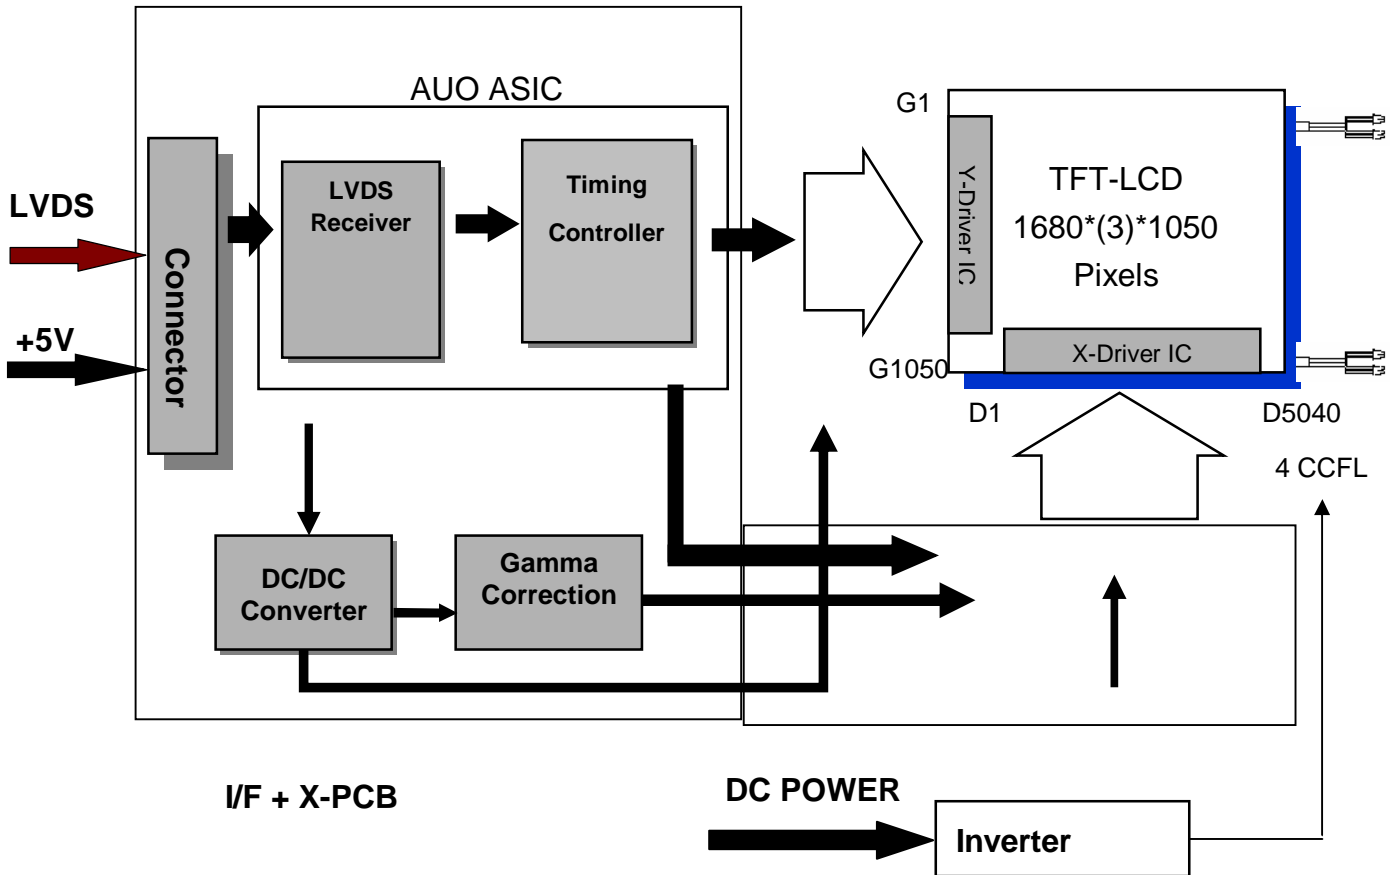 AUO ASIC
G1
LVDS
Receiver
Timing
Controller
Y-Driver IC
TFT-LCD
1680*(3)*1050
Pixels
LVDS
Connector
+5V
X-Driver IC
G1050
D1
D5040
4 CCFL
DC/DC
Converter
Gamma
Correction
I/F + X-PCB
DC POWER
Inverter